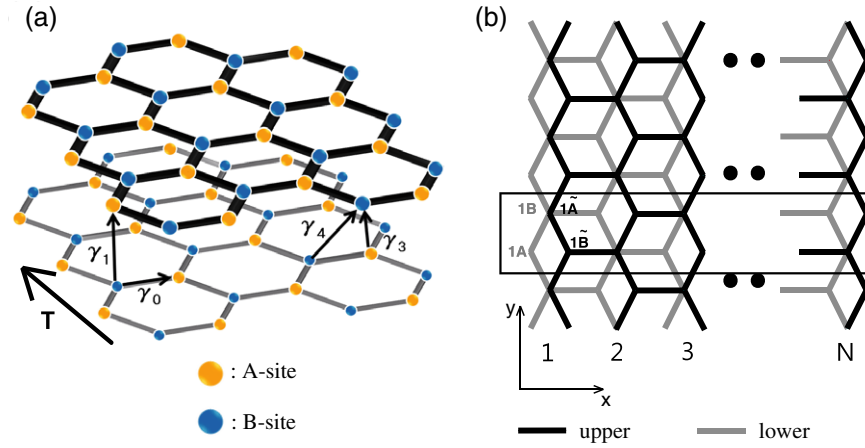 (a)
γ1
γ0
γ4
γ3
T
: A-site
: B-site
(b)
1B
1Ã
1A
1B̃
y
x
1 2 3 N
upper
lower